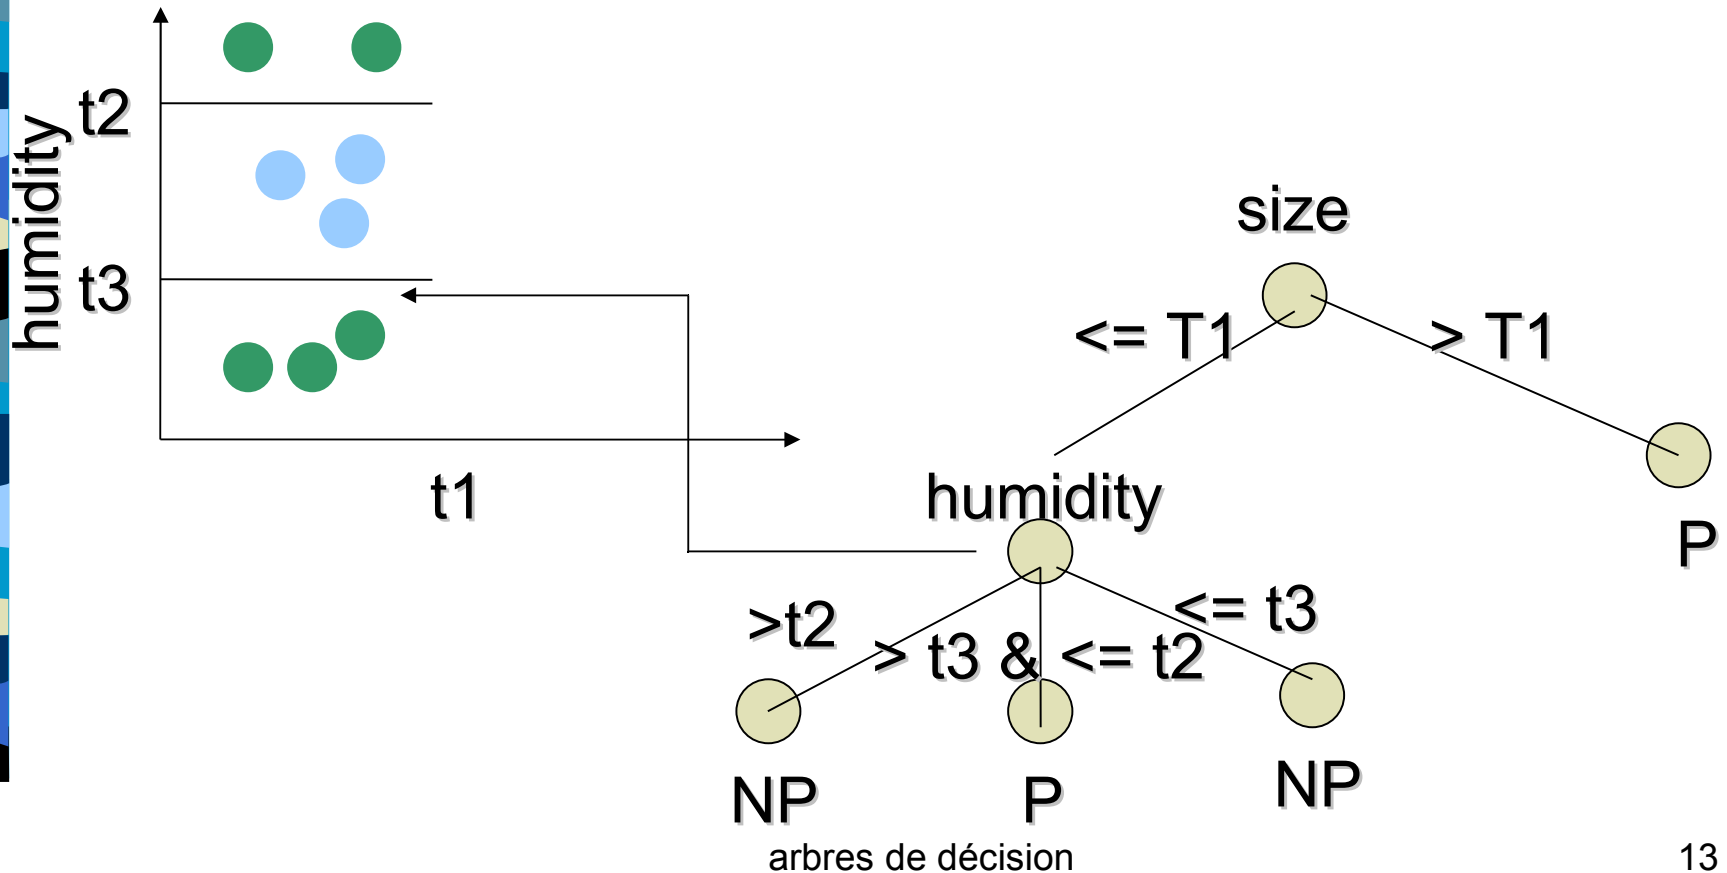 humidity
t2
t3
t1
size
<= T1
> T1
humidity
P
>t2
> t3 & <= t2
<= t3
NP
P
NP
arbres de décision
13